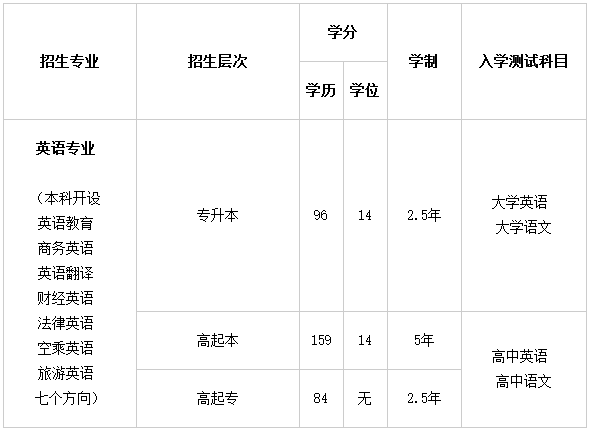 招生专业 招生层次 学分 学制 入学测试科目
学历 学位
英语专业
（本科开设
英语教育
商务英语
英语翻译
财经英语
法律英语
空乘英语
旅游英语
七个方向）
专升本 96 14 2.5年 大学英语
大学语文
高起本 159 14 5年 高中英语
高中语文
高起专 84 无 2.5年